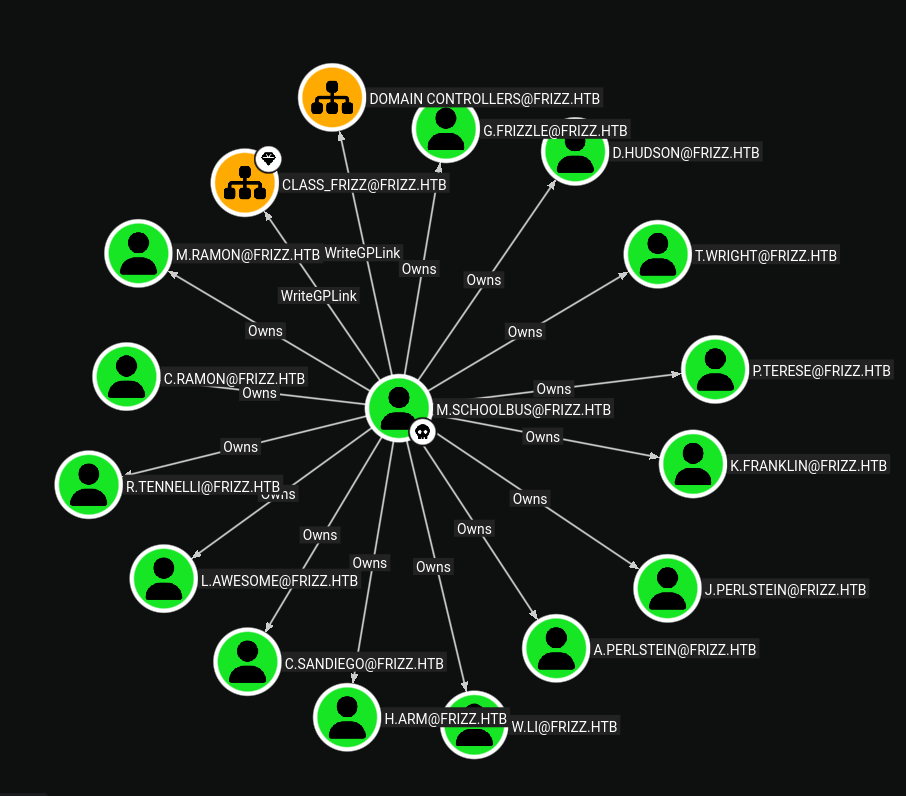 DOMAIN CONTROLLERS@FRIZZ.HTB
G.FRIZZLE@FRIZZ.HTB
D.HUDSON@FRIZZ.HTB
CLASS_FRIZZ@FRIZZ.HTB
M.RAMON@FRIZZ.HTB
WriteGPLink
T.WRIGHT@FRIZZ.HTB
Owns
Owns
WriteGPLink
Owns
Owns
P.TERESE@FRIZZ.HTB
C.RAMON@FRIZZ.HTB
Owns
Owns
M.SCHOOLBUS@FRIZZ.HTB
Owns
Owns
K.FRANKLIN@FRIZZ.HTB
R.TENNELLI@FRIZZ.HTB
Owns
Owns
Owns
Owns
Owns
Owns
L.AWESOME@FRIZZ.HTB
J.PERLSTEIN@FRIZZ.HTB
A.PERLSTEIN@FRIZZ.HTB
C.SANDIEGO@FRIZZ.HTB
H.ARM@FRIZZ.HTB
W.LI@FRIZZ.HTB